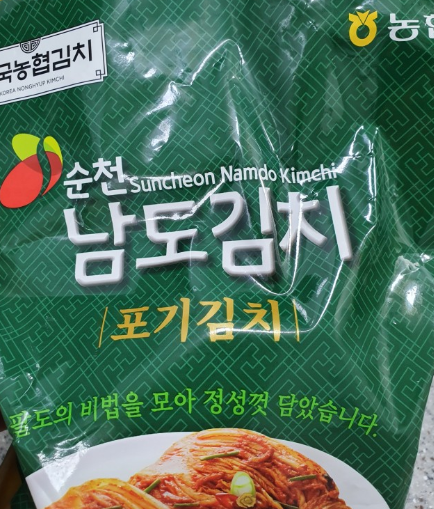 국농협김치
KOREA NONGHYUP KIMCHI
농협
순천 Suncheon Namdo Kimchi
남도김치
포기김치
남도의 비법을 모아 정성껏 담았습니다.